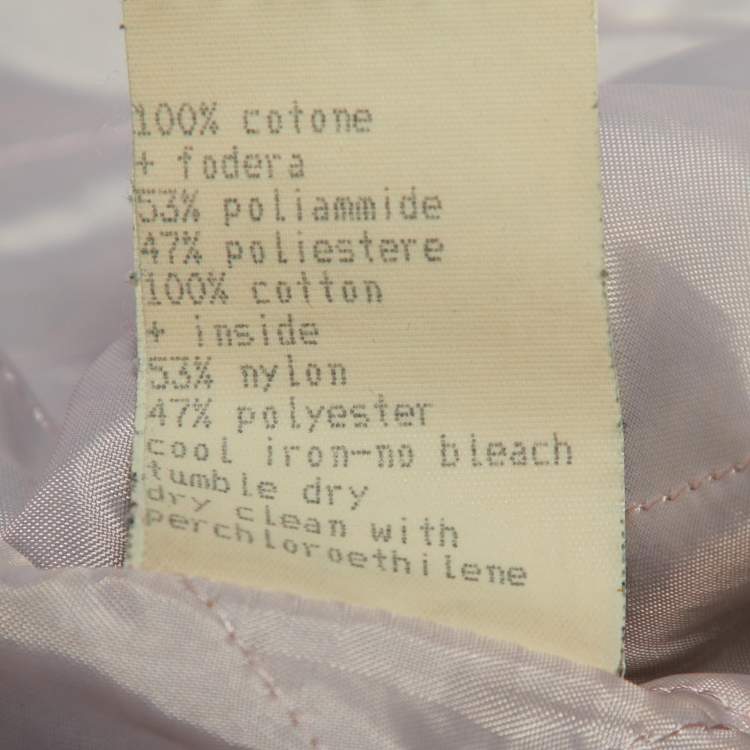 100% cotone
+ fodera
53% poliammide
47% poliestere
100% cotton
+ inside
53% nylon
47% polyester
cool iron-no bleach
tumble dry
dry clean with
perchloroethilene